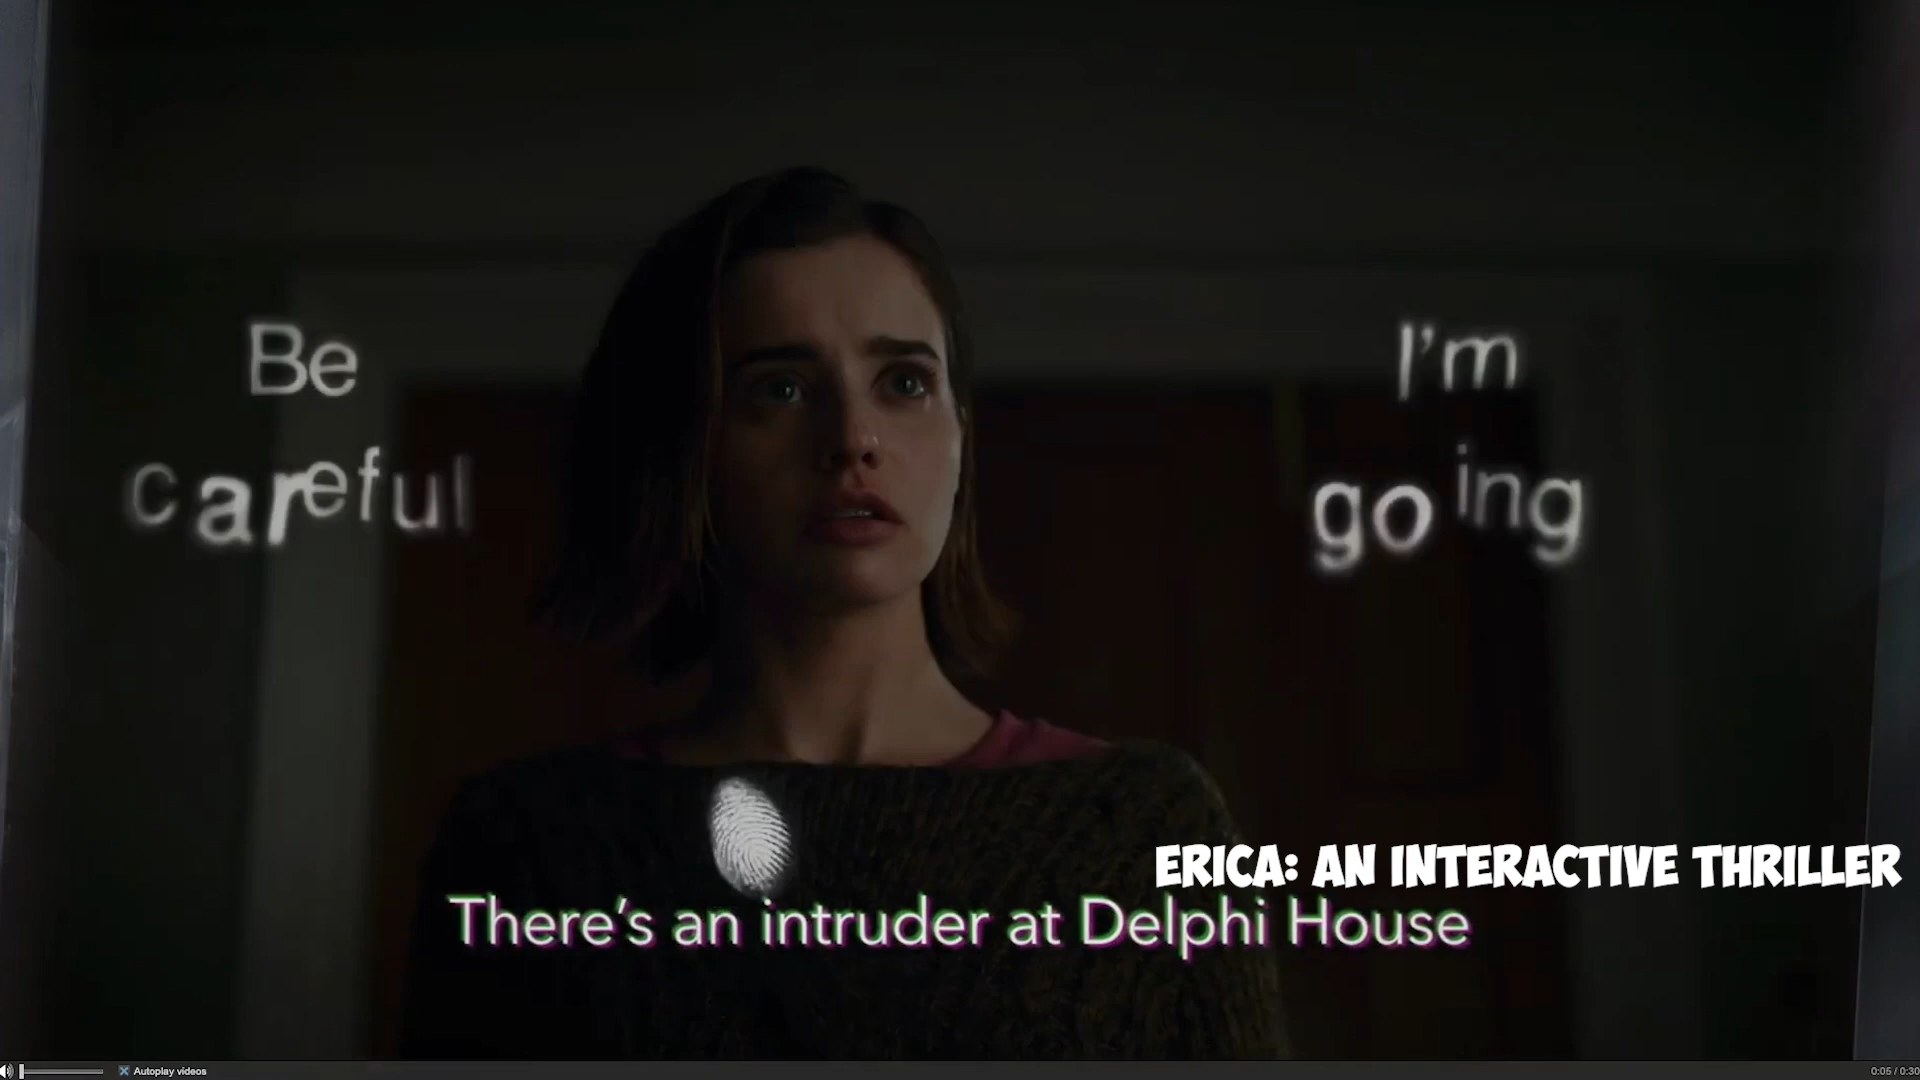 Be
careful
I'm
going
ERICA: AN INTERACTIVE THRILLER
There's an intruder at Delphi House
Autoplay videos
0:05 / 0:30